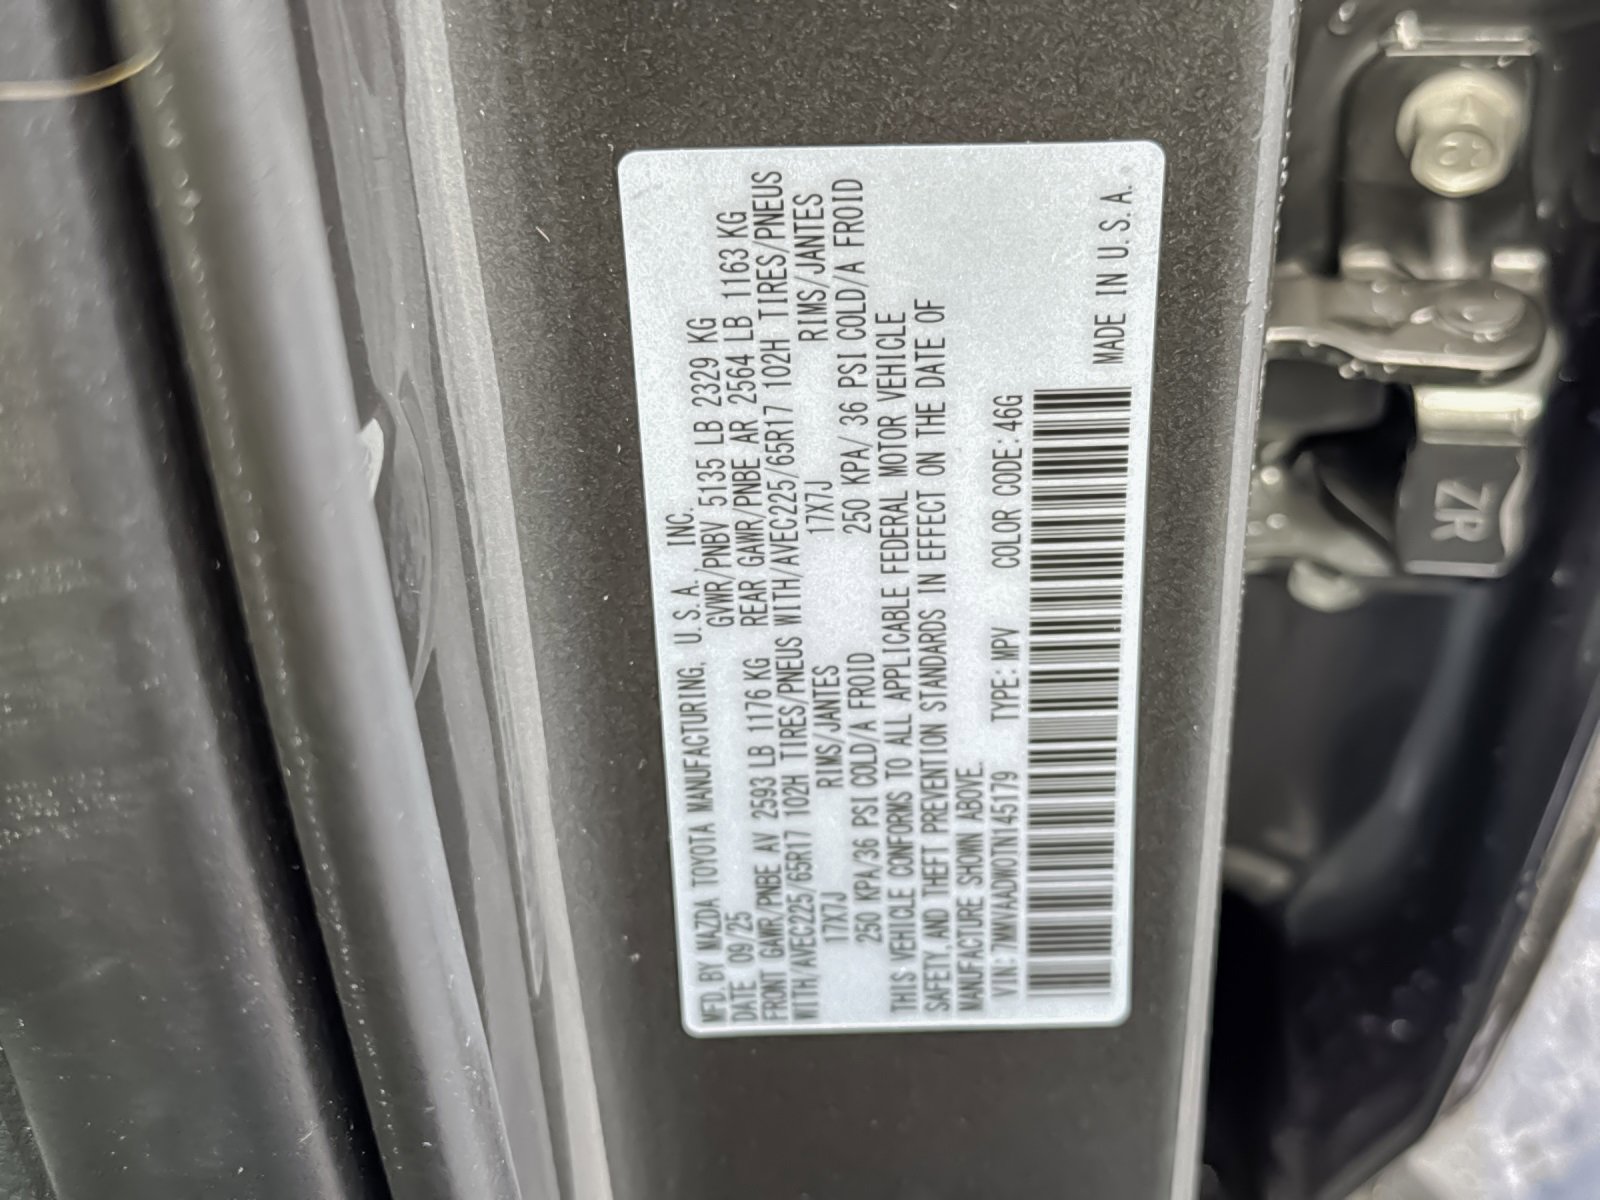 MFD. BY MAZDA TOYOTA MANUFACTURING, U.S.A., INC.
DATE 09/25 GVWR/PNBV 5135 LB 2329 KG
FRONT GAWR/PNBE AV 2593 LB 1176 KG REAR GAWR/PNBE AR 2564 LB 1163 KG
WITH/AVEC225/65R17 102H TIRES/PNEUS WITH/AVEC225/65R17 102H TIRES/PNEUS
17X7J RIMS/JANTES 17X7J RIMS/JANTES
250 KPA/36 PSI COLD/A FROID 250 KPA/ 36 PSI COLD/A FROID
THIS VEHICLE CONFORMS TO ALL APPLICABLE FEDERAL MOTOR VEHICLE
SAFETY, AND THEFT PREVENTION STANDARDS IN EFFECT ON THE DATE OF
MANUFACTURE SHOWN ABOVE.
VIN: 7MMVAADW0TN145179 TYPE: MPV COLOR CODE: 46G
MADE IN U.S.A.
ZR